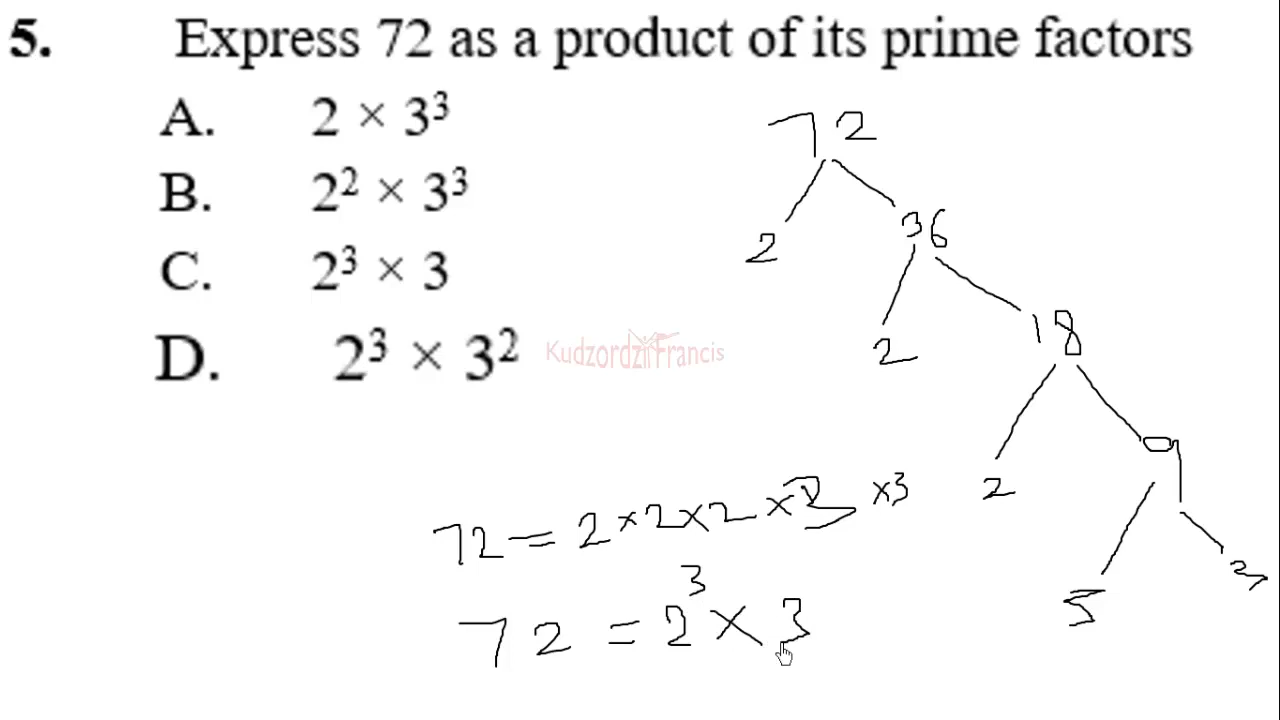 5. Express 72 as a product of its prime factors
A. 2 × 3³
B. 2² × 3³
C. 2³ × 3
D. 2³ × 3²
72
2 36
2 18
2 9
3 3
KudzordziFrancis
72 = 2 × 2 × 2 × 3 × 3
72 = 2³ × 3